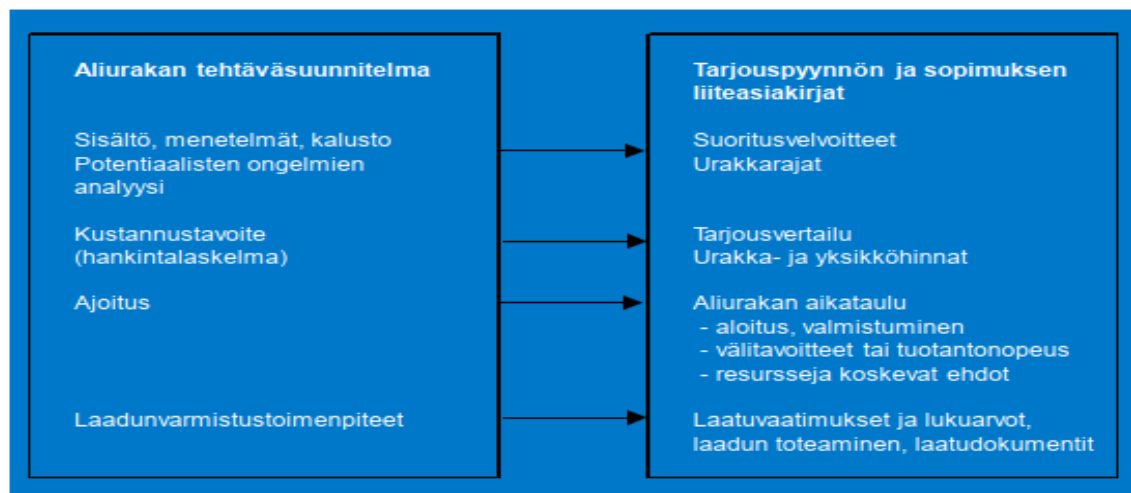 Aliurakan tehtäväsuunnitelma
Sisältö, menetelmät, kalusto
Potentiaalisten ongelmien
analyysi
Kustannustavoite
(hankintalaskelma)
Ajoitus
Laadunvarmistustoimenpiteet
Tarjouspyynnön ja sopimuksen
liiteasiakirjat
Suoritusvelvoitteet
Urakkarajat
Tarjousvertailu
Urakka- ja yksikköhinnat
Aliurakan aikataulu
- aloitus, valmistuminen
- välitavoitteet tai tuotantonopeus
- resursseja koskevat ehdot
Laatuvaatimukset ja lukuarvot,
laadun toteaminen, laatudokumentit